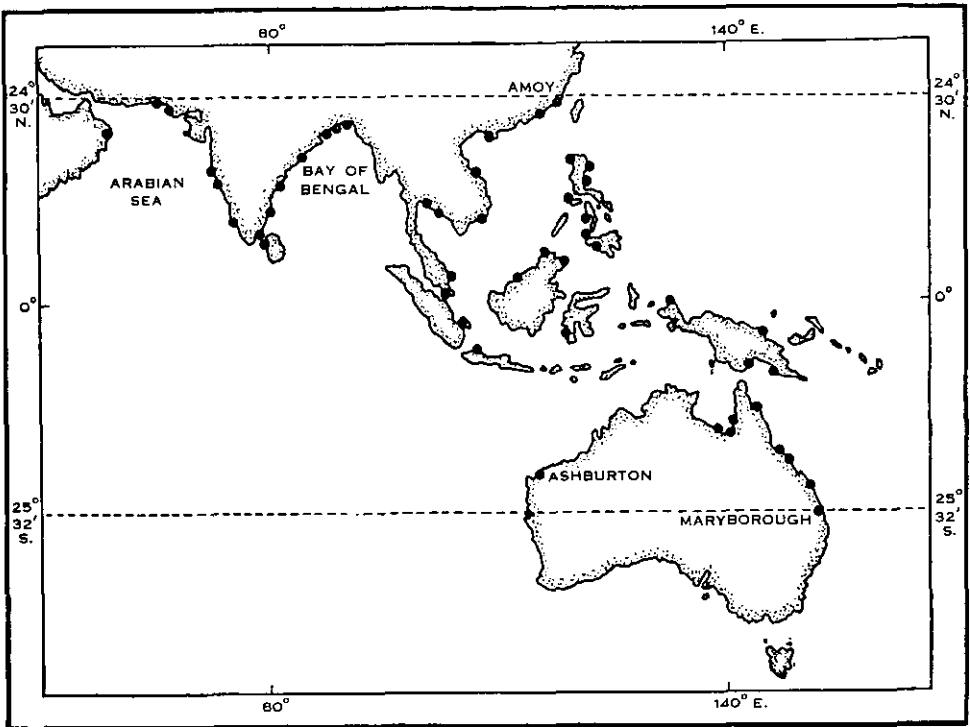 80° 140° E.
24°
30'
N.
AMOY
24°
30'
N.
ARABIAN
SEA
BAY OF
BENGAL
0° 0°
ASHBURTON
25°
32'
S.
MARYBOROUGH
25°
32'
S.
80° 140° E.